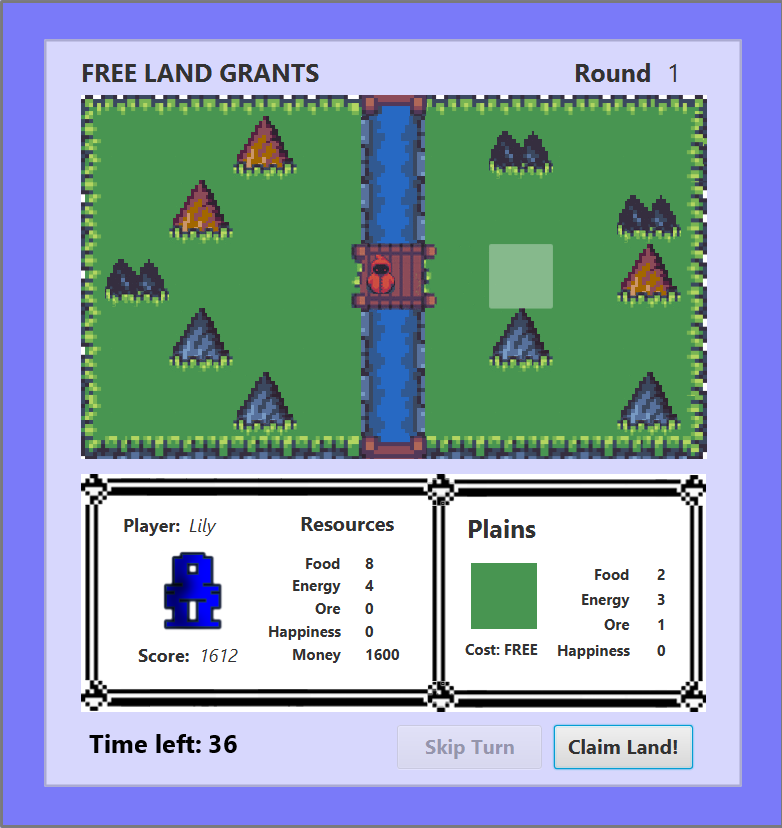 FREE LAND GRANTS
Round 1
Player: Lily
Score: 1612
Resources
Food 8
Energy 4
Ore 0
Happiness 0
Money 1600
Plains
Cost: FREE
Food 2
Energy 3
Ore 1
Happiness 0
Time left: 36
Skip Turn
Claim Land!